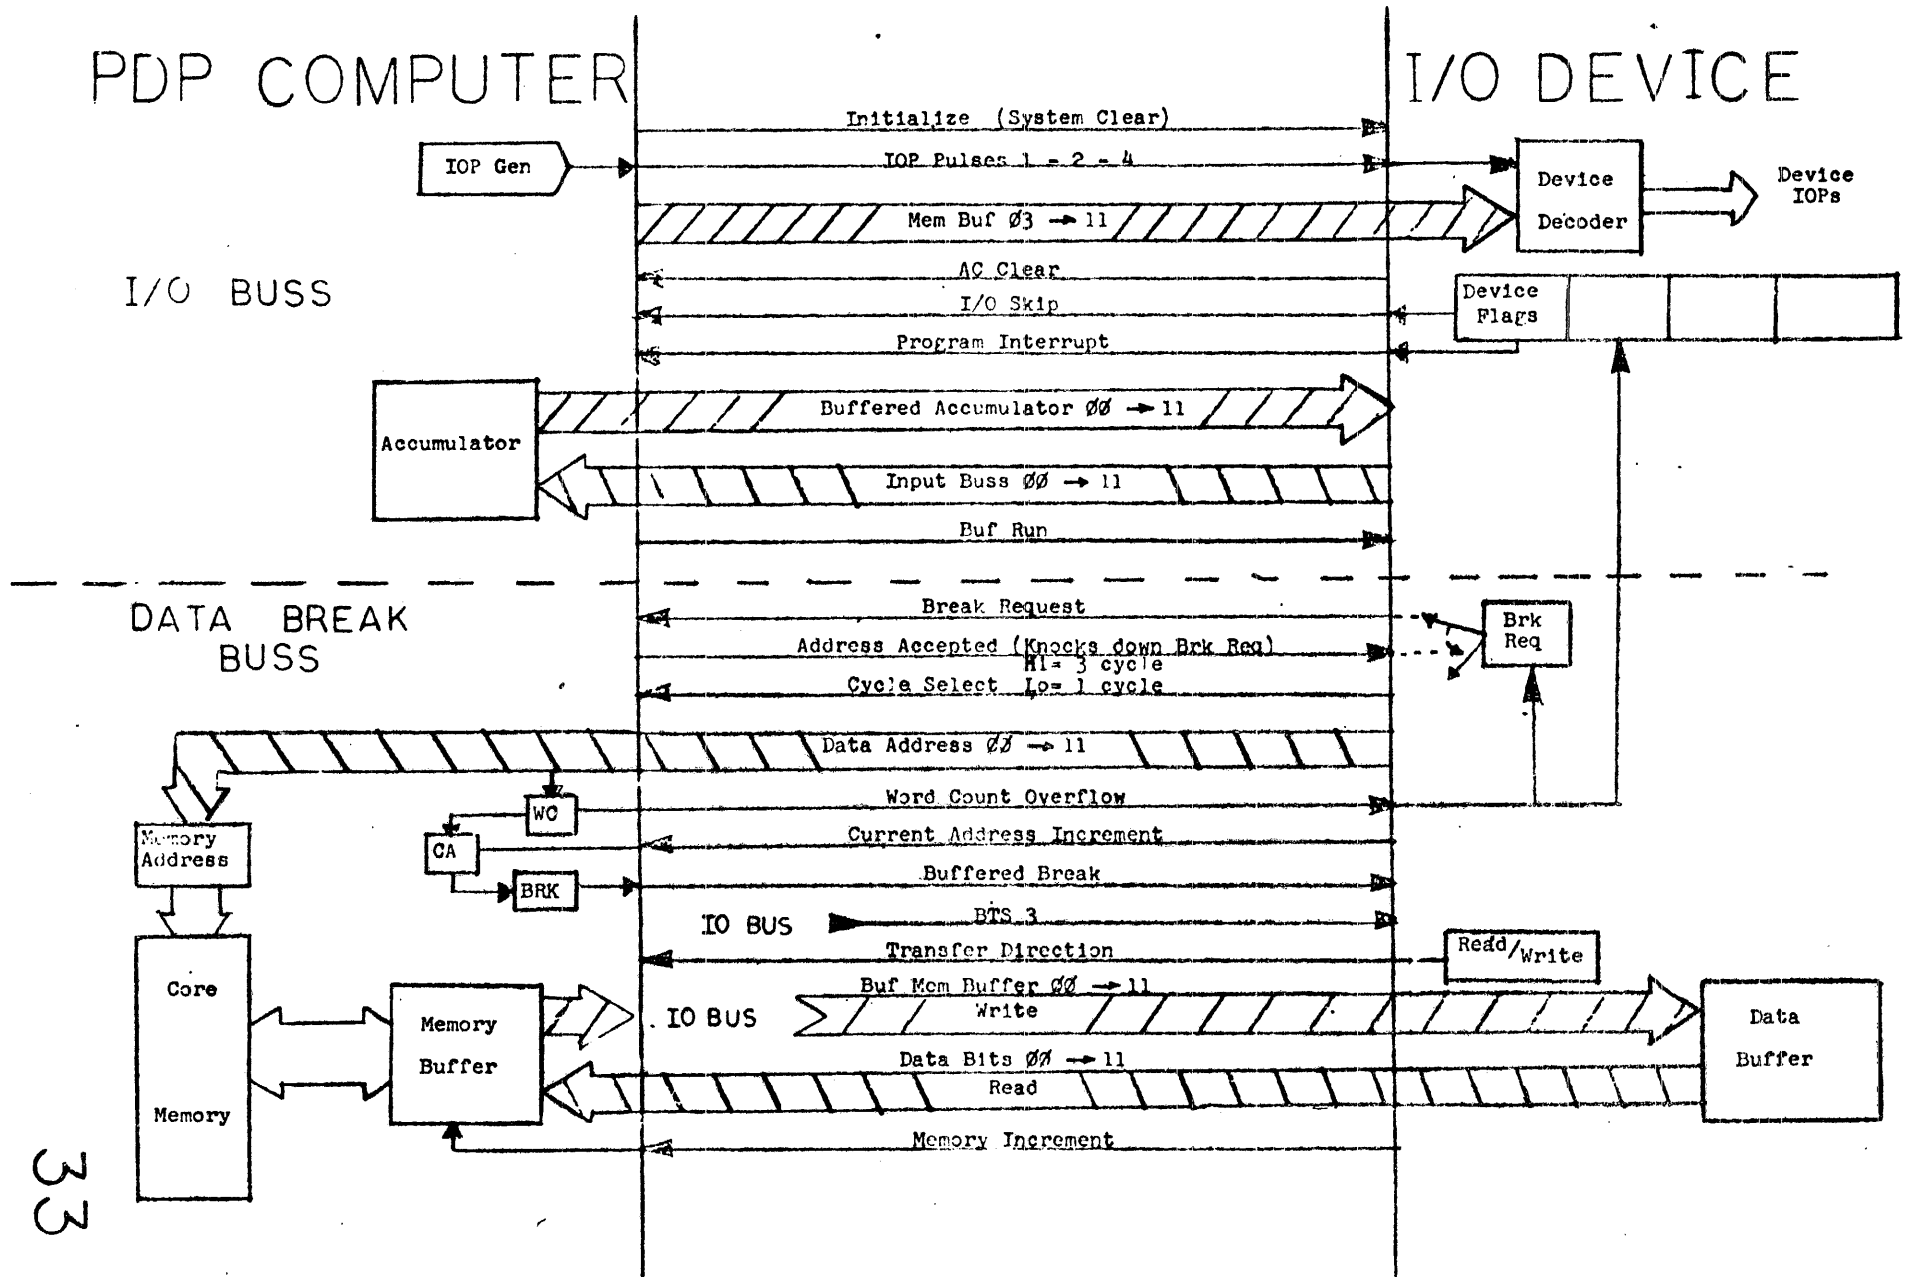 PDP COMPUTER
I/O DEVICE
Initialize (System Clear)
IOP Gen
IOP Pulses 1 - 2 - 4
Device
Decoder
Device
IOPs
Mem Buf Ø3 → 11
I/O BUSS
AC Clear
I/O Skip
Device
Flags
Program Interrupt
Accumulator
Buffered Accumulator ØØ → 11
Input Buss ØØ → 11
Buf Run
DATA BREAK
BUSS
Break Request
Brk
Req
Address Accepted (Knocks down Brk Req)
Hi= 3 cycle
Cycle Select Lo= 1 cycle
Data Address ØØ → 11
WC
Word Count Overflow
Memory
Address
CA
Current Address Increment
BRK
Buffered Break
IO BUS
BTS 3
Transfer Direction
Read/Write
Core
Memory
Memory
Buffer
IO BUS
Buf Mem Buffer ØØ → 11
Write
Data
Buffer
Data Bits ØØ → 11
Read
Memory Increment
33